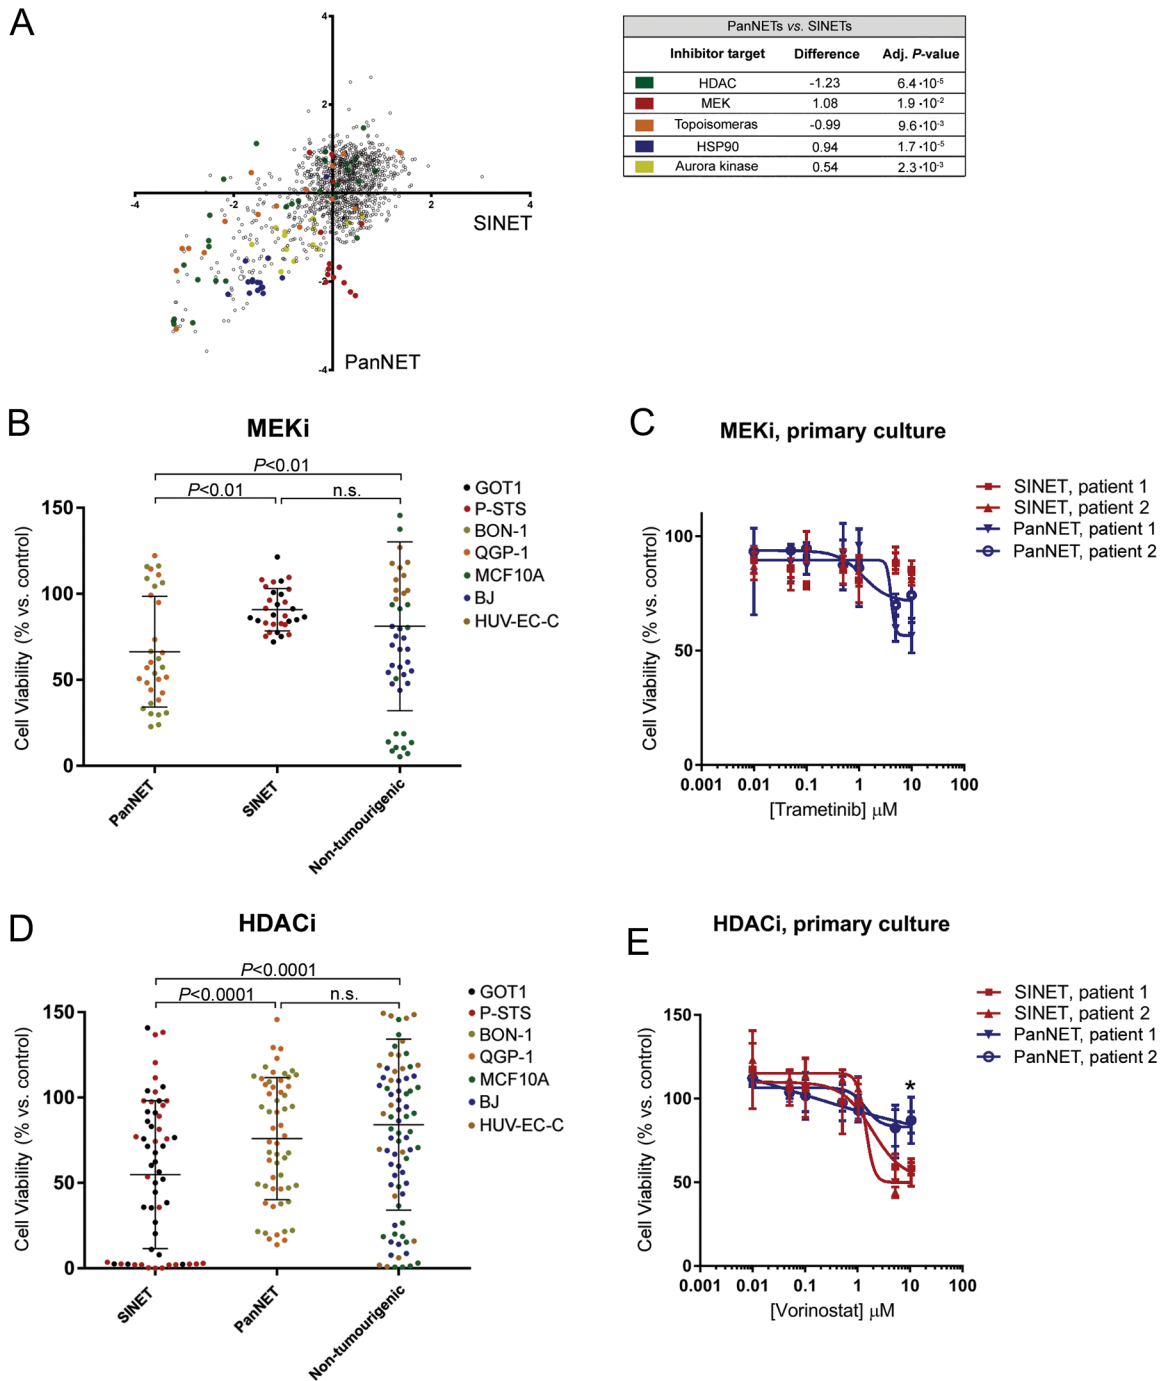 A
4
2
-4
-2
2
4
SINET
-2
PanNET
-4
PanNETs vs. SINETs
Inhibitor target Difference Adj. P-value
HDAC -1.23 6.4·10⁻⁵
MEK 1.08 1.9·10⁻²
Topoisomeras -0.99 9.6·10⁻³
HSP90 0.94 1.7·10⁻⁵
Aurora kinase 0.54 2.3·10⁻³
B
MEKi
P<0.01
P<0.01
n.s.
150
100
50
0
Cell Viability (% vs. control)
PanNET
SINET
Non-tumourigenic
GOT1
P-STS
BON-1
QGP-1
MCF10A
BJ
HUV-EC-C
C
MEKi, primary culture
100
50
0
Cell Viability (% vs. control)
0.001 0.01 0.1 1 10 100
[Trametinib] μM
SINET, patient 1
SINET, patient 2
PanNET, patient 1
PanNET, patient 2
D
HDACi
P<0.0001
P<0.0001
n.s.
150
100
50
0
Cell Viability (% vs. control)
SINET
PanNET
Non-tumourigenic
GOT1
P-STS
BON-1
QGP-1
MCF10A
BJ
HUV-EC-C
E
HDACi, primary culture
150
100
50
0
Cell Viability (% vs. control)
*
0.001 0.01 0.1 1 10 100
[Vorinostat] μM
SINET, patient 1
SINET, patient 2
PanNET, patient 1
PanNET, patient 2